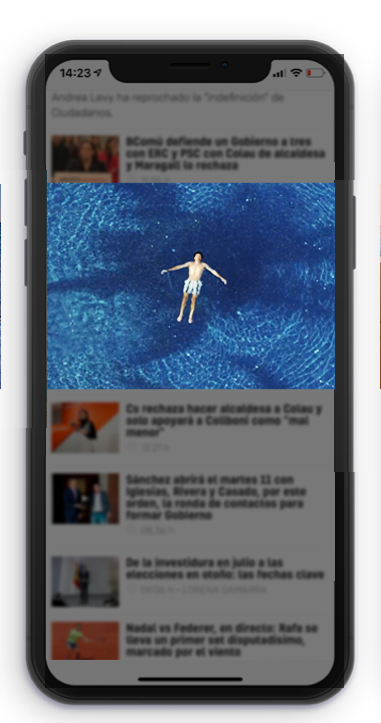 14:23
Andrea Levy ha reprochado la "indefinición" de
Ciudadanos.
BComú defiende un Gobierno a tres
con ERC y PSC con Colau de alcaldesa
y Maragall lo rechaza
Cs rechaza hacer alcaldesa a Colau y
solo apoyará a Collboni como "mal
menor"
13:21 h
Sánchez abrirá el martes 11 con
Iglesias, Rivera y Casado, por este
orden, la ronda de contactos para
formar Gobierno
De la investidura en julio a las
elecciones en otoño: las fechas clave
Nadal vs Federer, en directo: Rafa se
lleva un primer set disputadísimo,
marcado por el viento